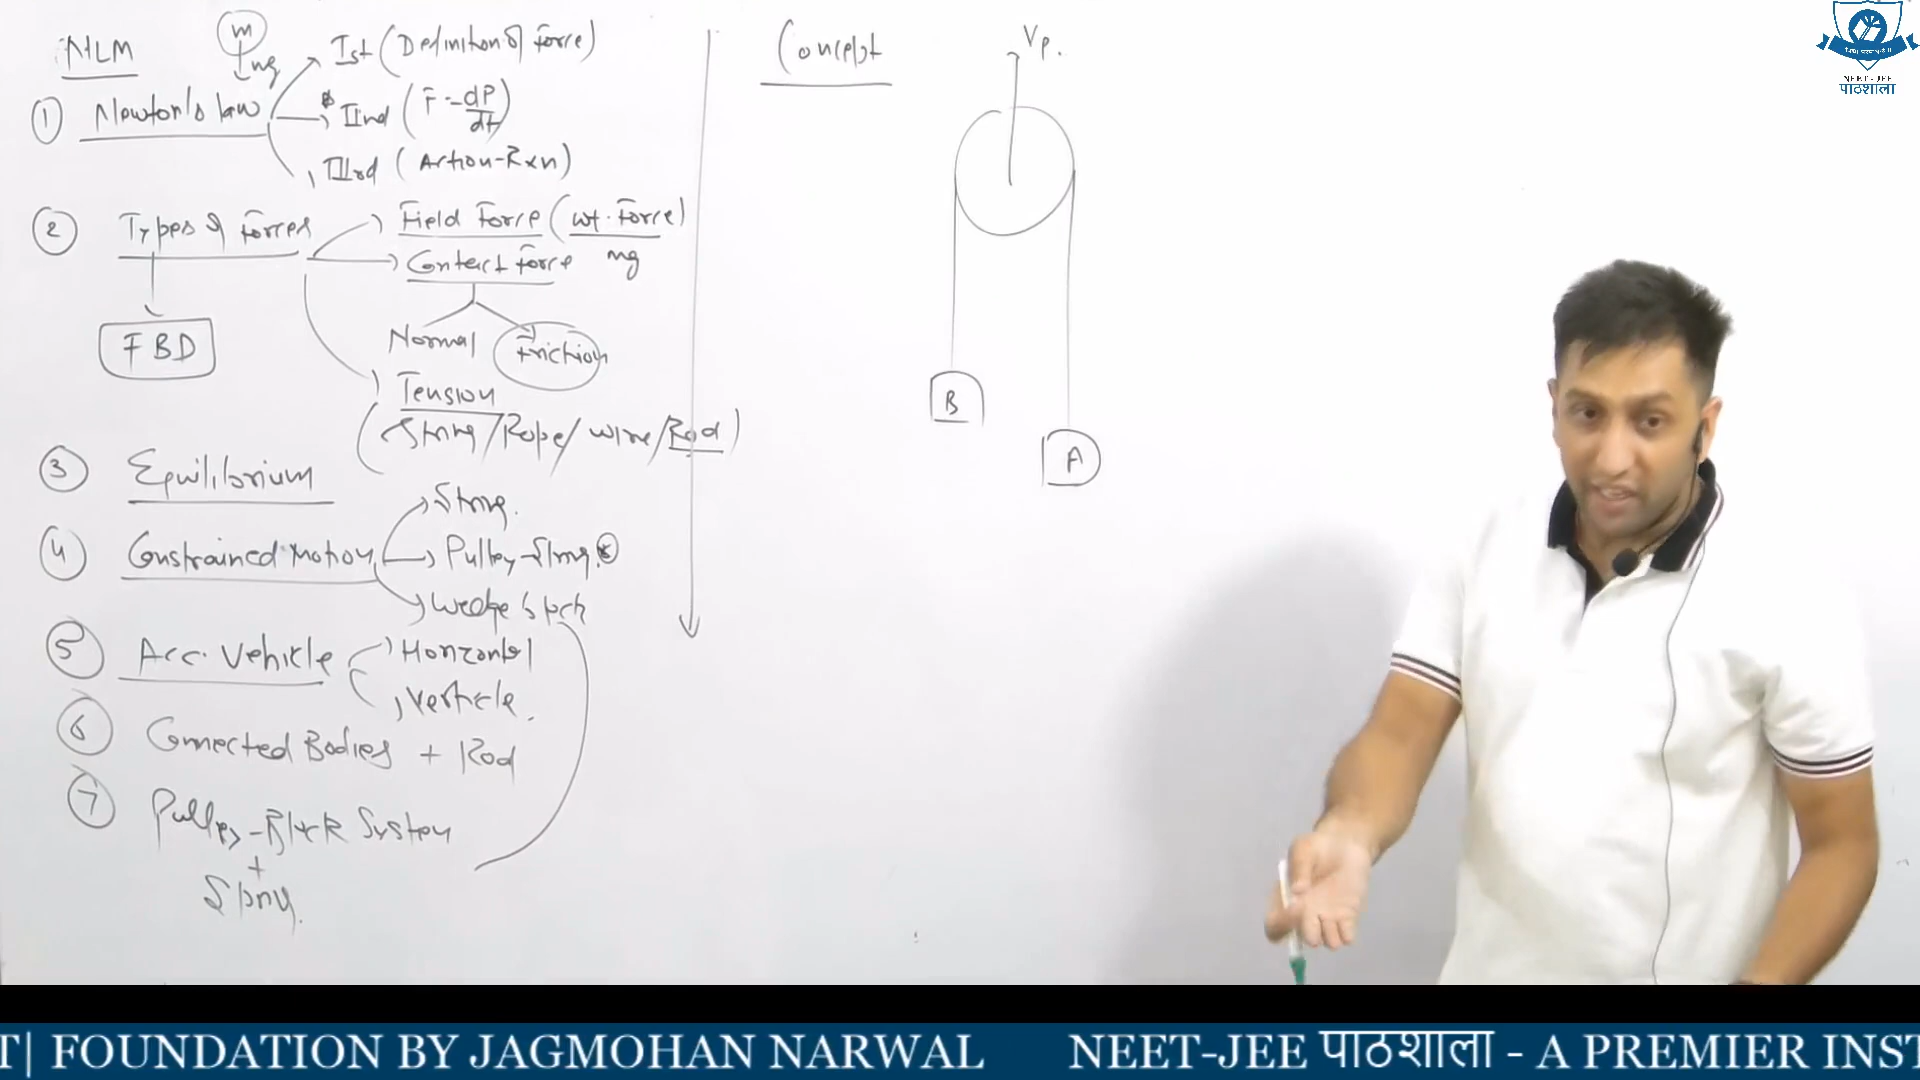 NLM
m
mg
① Newton's law
Ist (Definition of Force)
IInd (F = dP/dt)
IIIrd (Action-Rxn)
② Types of Forces
Field Force (wt. Force)
mg
Contact Force
Normal
Friction
FBD
Tension
(String/Rope/wire/Rod)
③ Equilibrium
④ Constrained Motion
String.
Pulley-String
Wedge
⑤ Acc. Vehicle
Horizontal
Verticle.
⑥ Connected Bodies + Rod
⑦ Pulley-Block System
+
Concept
Vp.
B
A
NEET-JEE
पाठशाला
T| FOUNDATION BY JAGMOHAN NARWAL NEET-JEE पाठशाला - A PREMIER INST